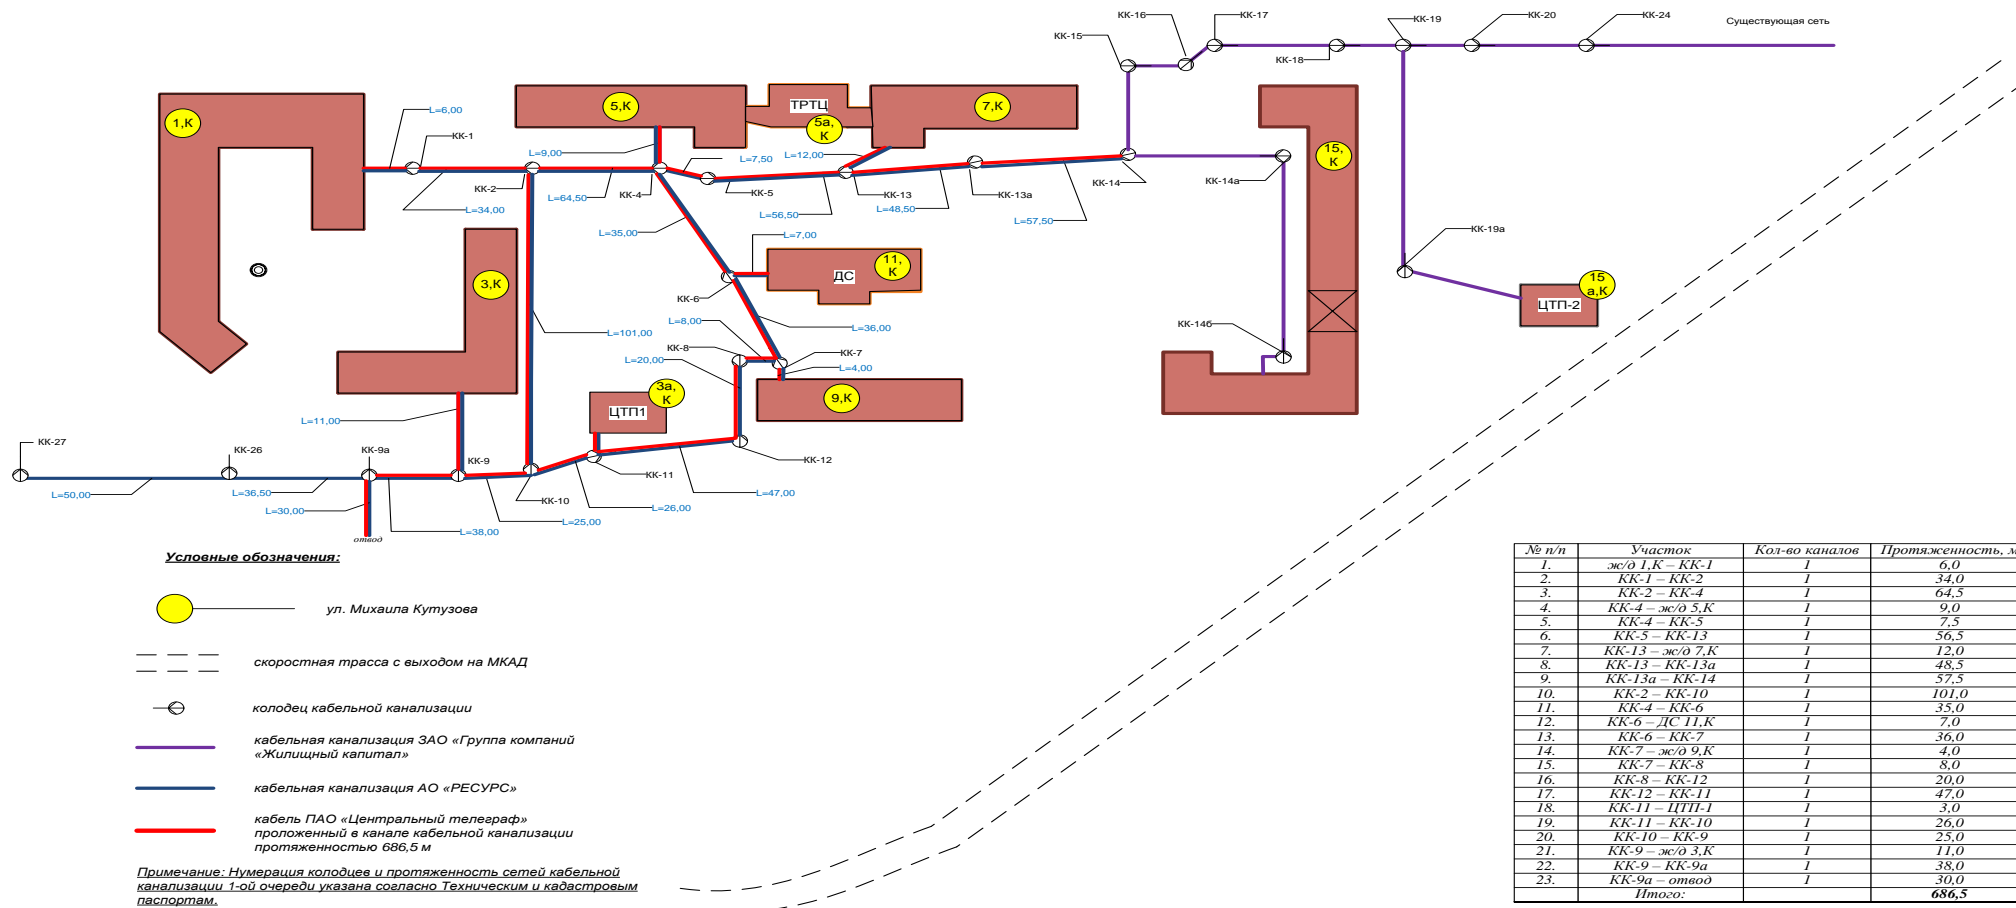 КК-16
КК-17
КК-19
КК-20
КК-24
Существующая сеть
КК-15
КК-18
1,К
5,К
ТРТЦ
5а,
К
7,К
15,
К
L=6,00
КК-1
L=9,00
L=7,50
L=12,00
КК-2
КК-4
КК-5
КК-13
КК-13а
КК-14
КК-14а
L=34,00
L=64,50
L=56,50
L=48,50
L=57,50
L=35,00
L=7,00
КК-19а
3,К
ДС
11,
К
15
а,К
ЦТП-2
КК-6
L=8,00
L=36,00
L=101,00
КК-14б
КК-8
КК-7
L=20,00
L=4,00
3а,
К
ЦТП1
9,К
L=11,00
КК-27
КК-26
КК-9а
КК-9
КК-11
КК-12
L=50,00
L=36,50
L=30,00
КК-10
L=47,00
L=26,00
L=38,00
L=25,00
отвод
Условные обозначения:
ул. Михаила Кутузова
скоростная трасса с выходом на МКАД
колодец кабельной канализации
кабельная канализация ЗАО «Группа компаний
«Жилищный капитал»
кабельная канализация АО «РЕСУРС»
кабель ПАО «Центральный телеграф»
проложенный в канале кабельной канализации
протяженностью 686,5 м
Примечание: Нумерация колодцев и протяженность сетей кабельной
канализации 1-ой очереди указана согласно Техническим и кадастровым
паспортам.
№ п/п Участок Кол-во каналов Протяженность, м
1. ж/д 1,К – КК-1 1 6,0
2. КК-1 – КК-2 1 34,0
3. КК-2 – КК-4 1 64,5
4. КК-4 – ж/д 5,К 1 9,0
5. КК-4 – КК-5 1 7,5
6. КК-5 – КК-13 1 56,5
7. КК-13 – ж/д 7,К 1 12,0
8. КК-13 – КК-13а 1 48,5
9. КК-13а – КК-14 1 57,5
10. КК-2 – КК-10 1 101,0
11. КК-4 – КК-6 1 35,0
12. КК-6 – ДС 11,К 1 7,0
13. КК-6 – КК-7 1 36,0
14. КК-7 – ж/д 9,К 1 4,0
15. КК-7 – КК-8 1 8,0
16. КК-8 – КК-12 1 20,0
17. КК-12 – КК-11 1 47,0
18. КК-11 – ЦТП-1 1 3,0
19. КК-11 – КК-10 1 26,0
20. КК-10 – КК-9 1 25,0
21. КК-9 – ж/д 3,К 1 11,0
22. КК-9 – КК-9а 1 38,0
23. КК-9а – отвод 1 30,0
Итого: 686,5